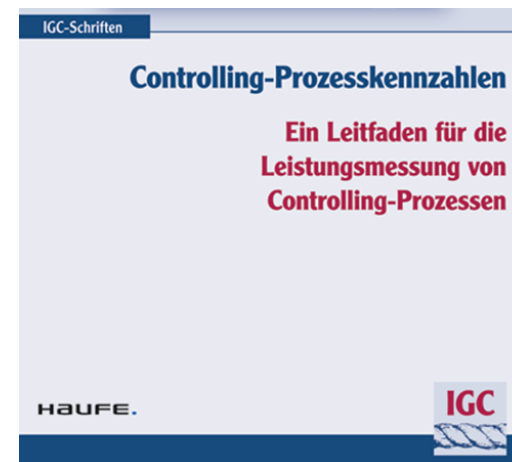 IGC-Schriften
Controlling-Prozesskennzahlen
Ein Leitfaden für die
Leistungsmessung von
Controlling-Prozessen
HAUFE.
IGC